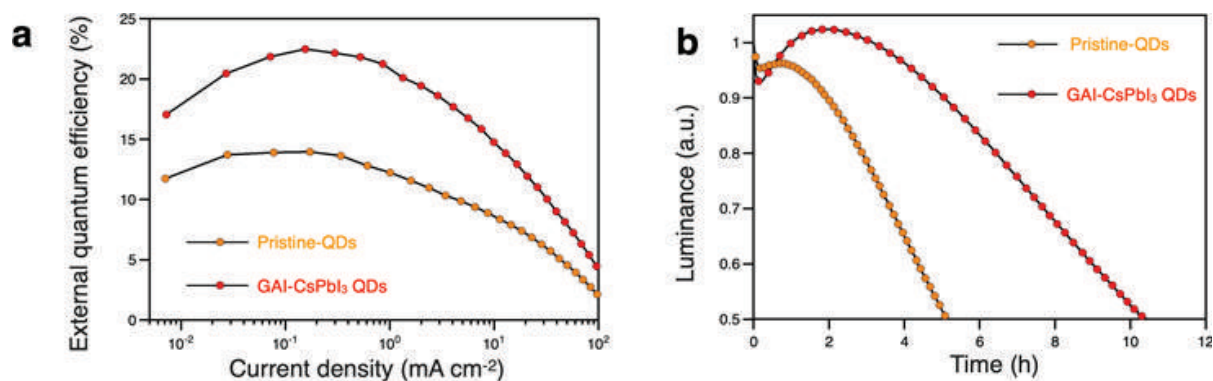 a
External quantum efficiency (%)
25
20
15
10
5
0
Pristine-QDs
GAI-CsPbI₃ QDs
10⁻² 10⁻¹ 10⁰ 10¹ 10²
Current density (mA cm⁻²)
b
Luminance (a.u.)
1
0.9
0.8
0.7
0.6
0.5
Pristine-QDs
GAI-CsPbI₃ QDs
0 2 4 6 8 10 12
Time (h)